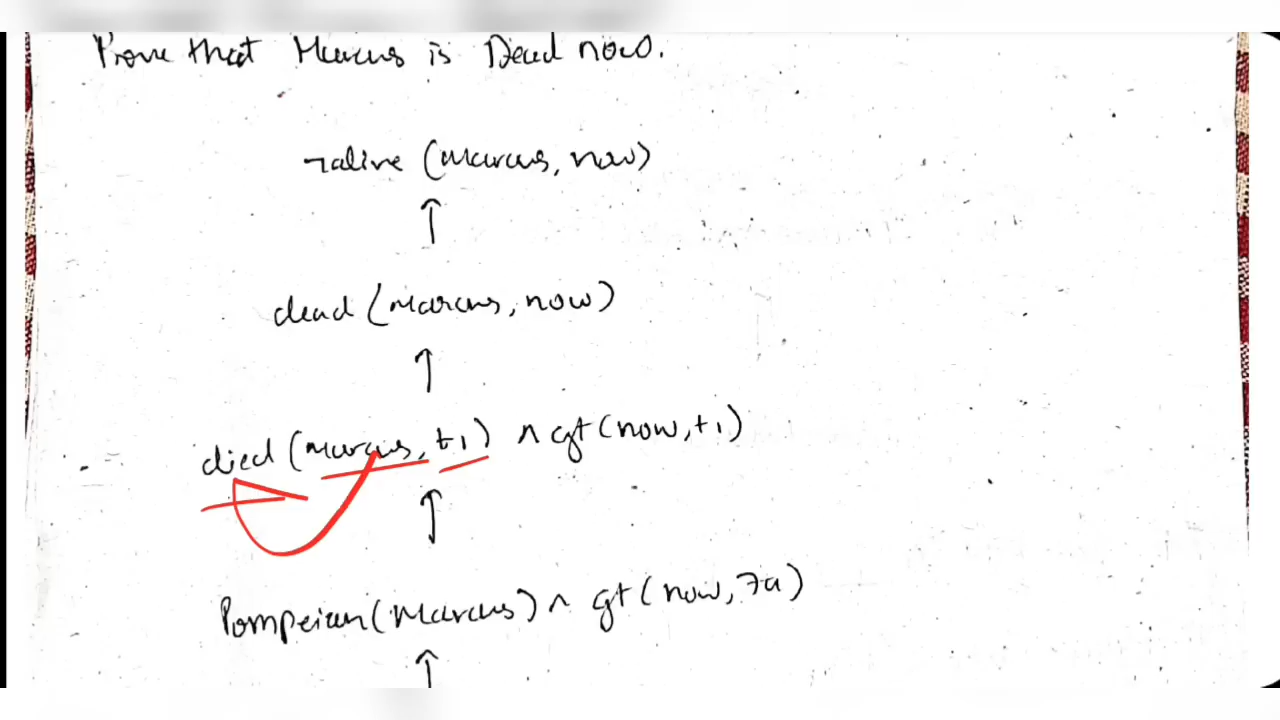 Prove that Marcus is Dead now.
¬alive (Marcus, now)
↑
dead (Marcus, now)
↑
died (Marcus, t1) ∧ gt (now, t1)
↑
Pompeian (Marcus) ∧ gt (now, 79)
↑